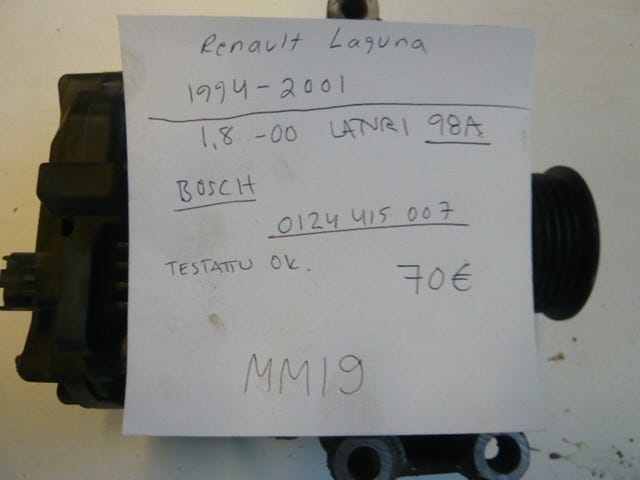 Renault Laguna
1994-2001
1,8 -00 LATURI 98A
BOSCH
0124 415 007
TESTATTU OK.
70€
MM19